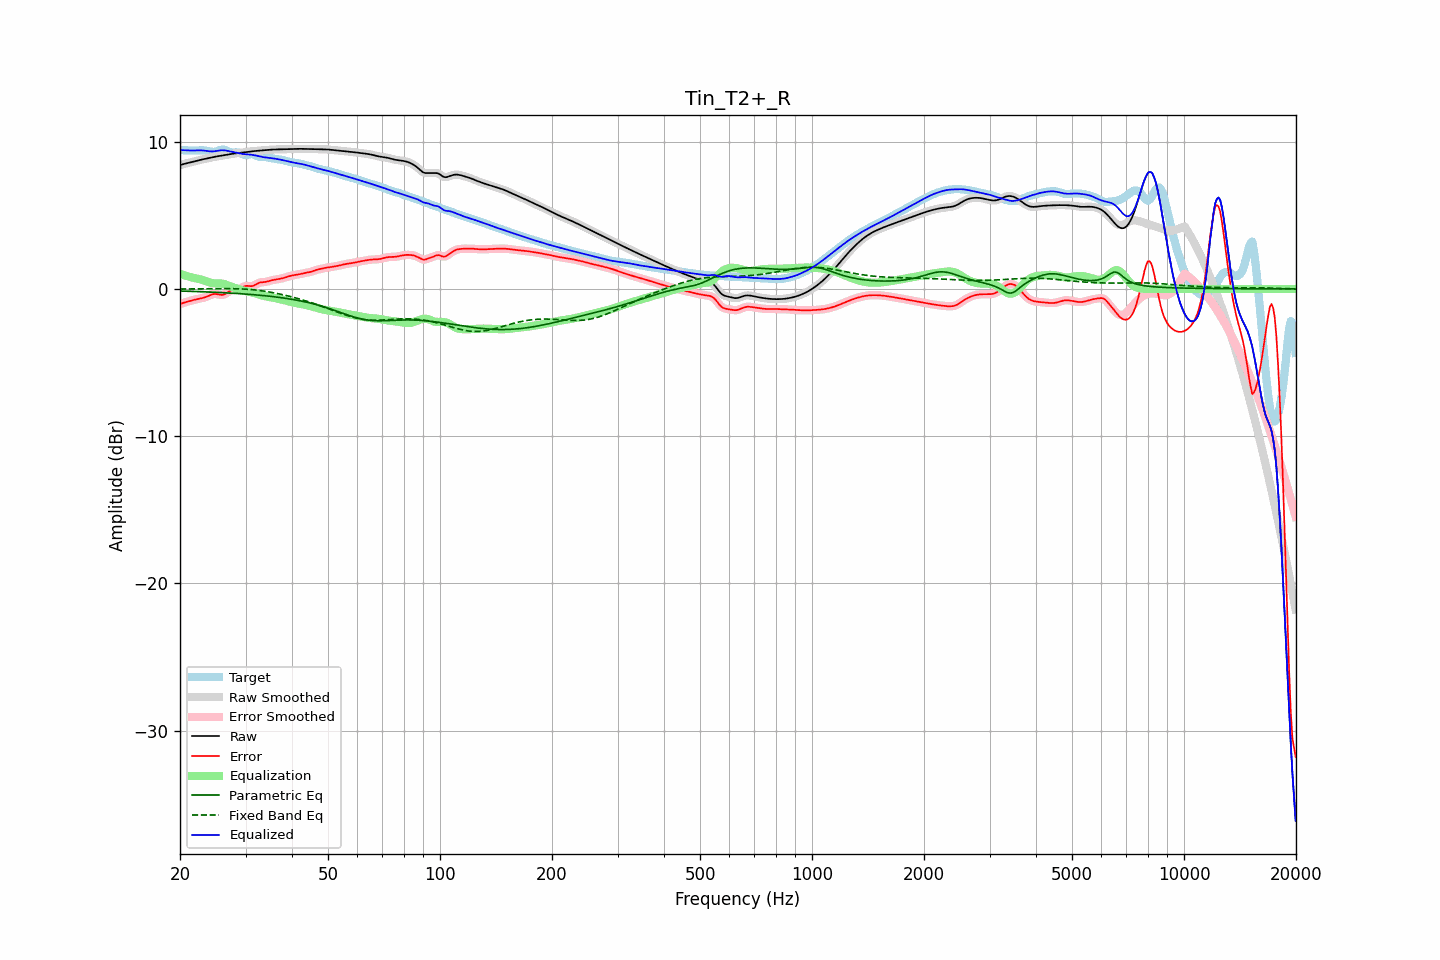 Tin_T2+_R
10
0
−10
−20
−30
Amplitude (dBr)
Target
Raw Smoothed
Error Smoothed
Raw
Error
Equalization
Parametric Eq
Fixed Band Eq
Equalized
20 50 100 200 500 1000 2000 5000 10000 20000
Frequency (Hz)